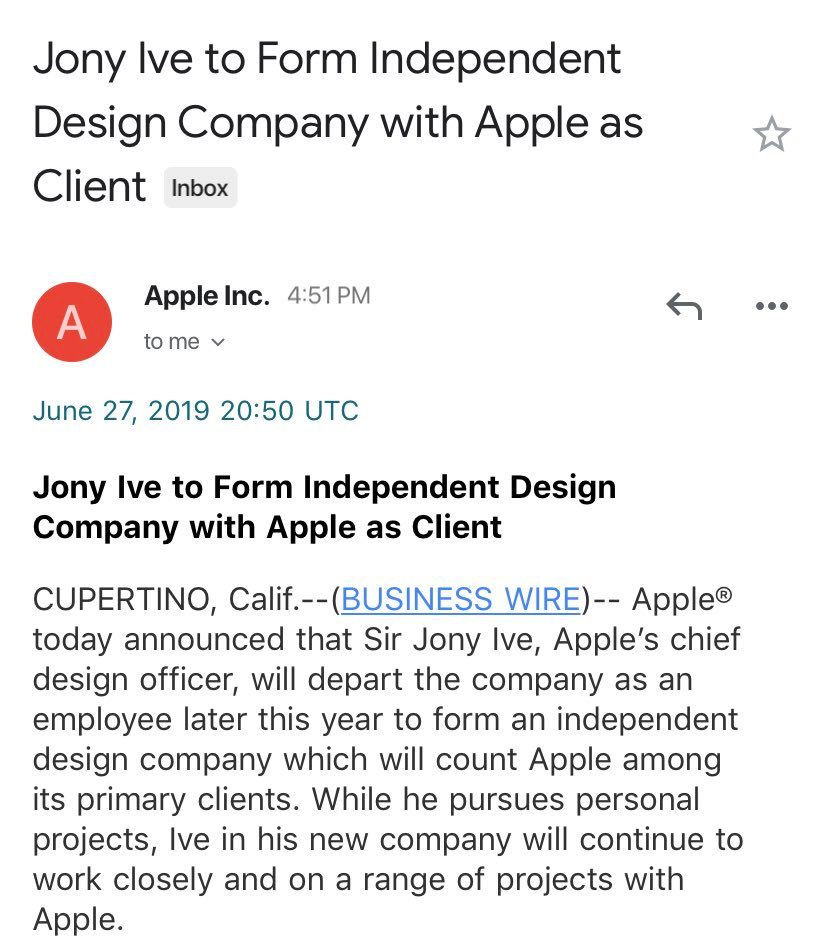 Jony Ive to Form Independent
Design Company with Apple as
Client Inbox
A
Apple Inc. 4:51 PM
to me
June 27, 2019 20:50 UTC
Jony Ive to Form Independent Design
Company with Apple as Client
CUPERTINO, Calif.--(BUSINESS WIRE)-- Apple®
today announced that Sir Jony Ive, Apple’s chief
design officer, will depart the company as an
employee later this year to form an independent
design company which will count Apple among
its primary clients. While he pursues personal
projects, Ive in his new company will continue to
work closely and on a range of projects with
Apple.